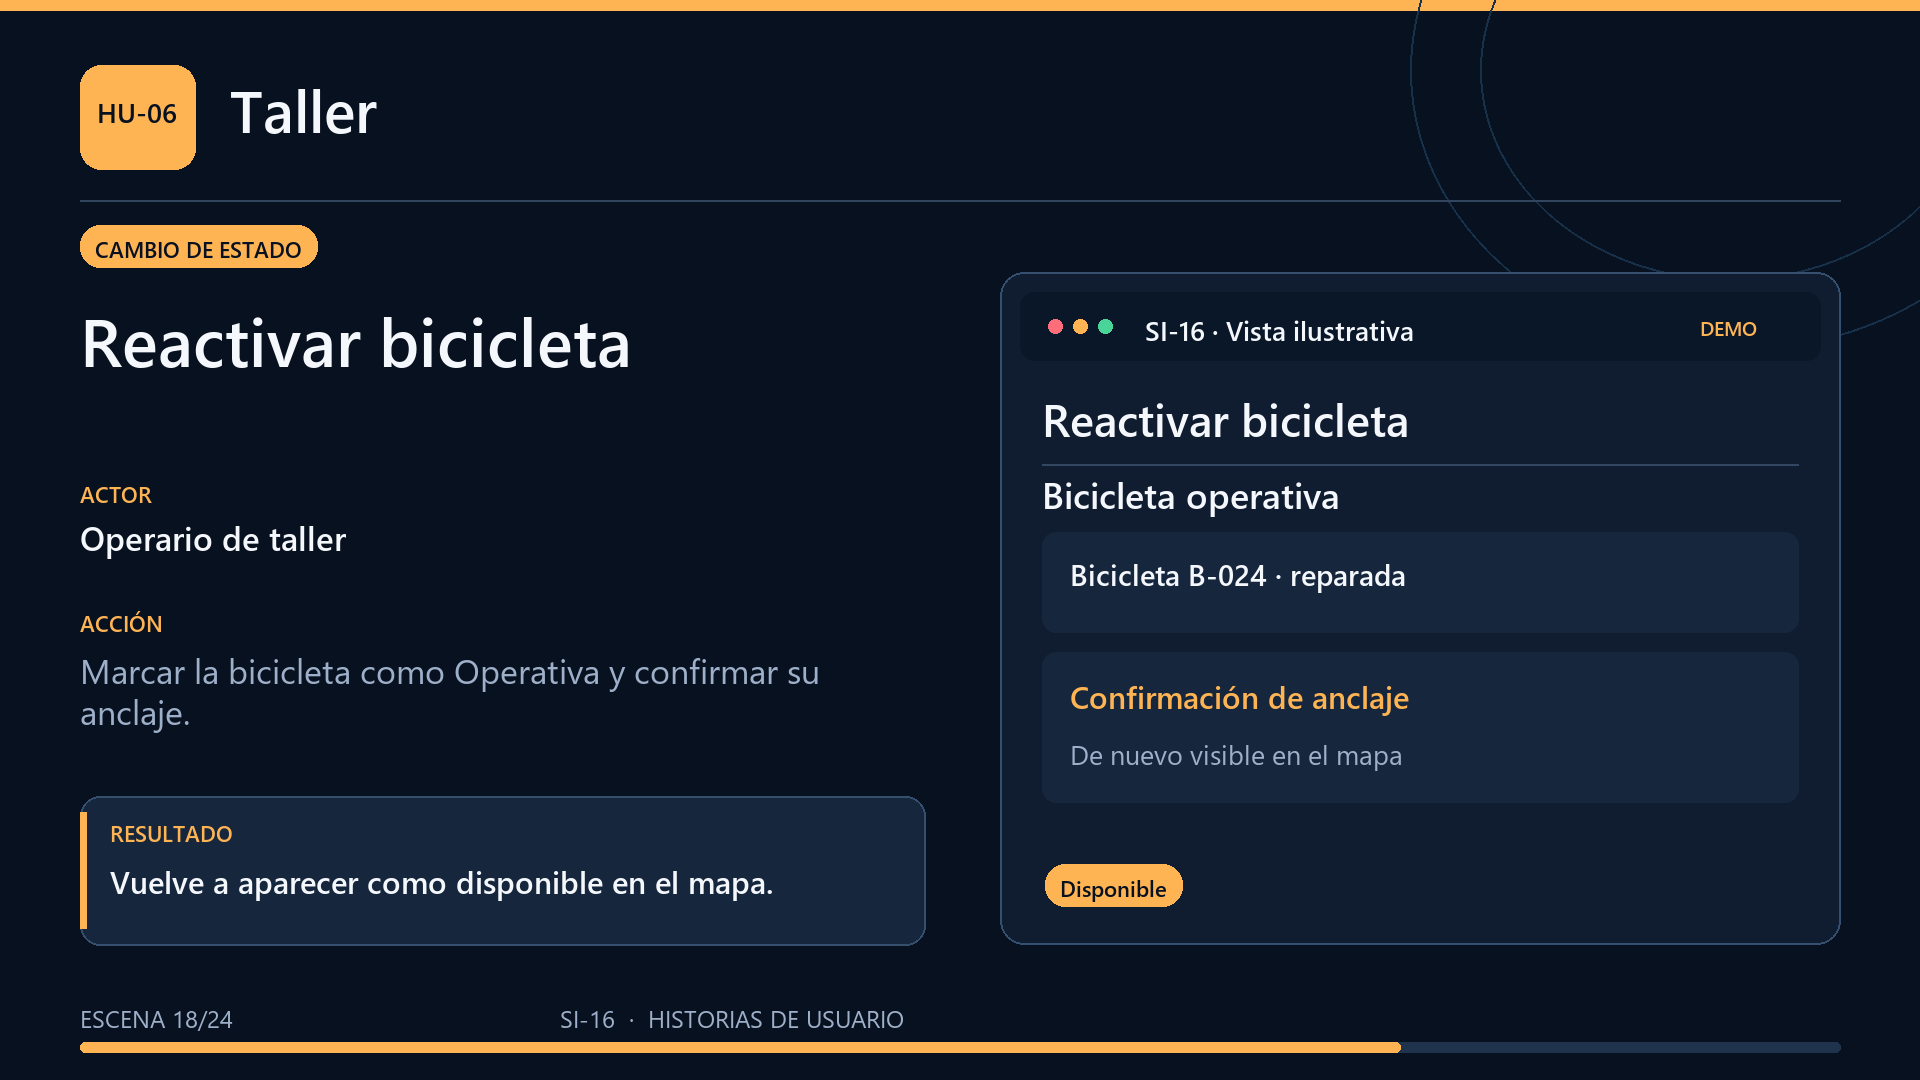 HU-06
Taller
CAMBIO DE ESTADO
Reactivar bicicleta
ACTOR
Operario de taller
ACCIÓN
Marcar la bicicleta como Operativa y confirmar su
anclaje.
RESULTADO
Vuelve a aparecer como disponible en el mapa.
SI-16 · Vista ilustrativa
DEMO
Reactivar bicicleta
Bicicleta operativa
Bicicleta B-024 · reparada
Confirmación de anclaje
De nuevo visible en el mapa
Disponible
ESCENA 18/24
SI-16 · HISTORIAS DE USUARIO